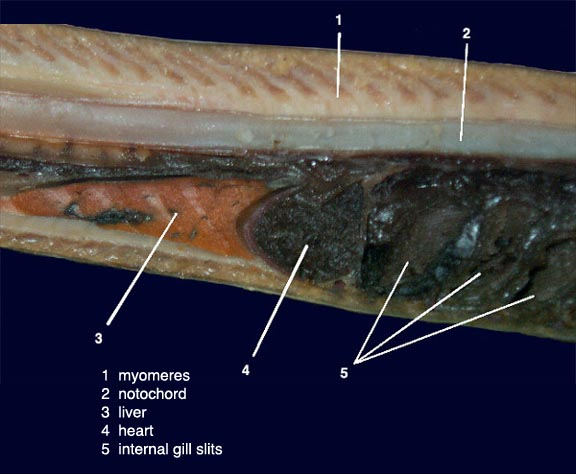 1
2
3
4
5
1 myomeres
2 notochord
3 liver
4 heart
5 internal gill slits